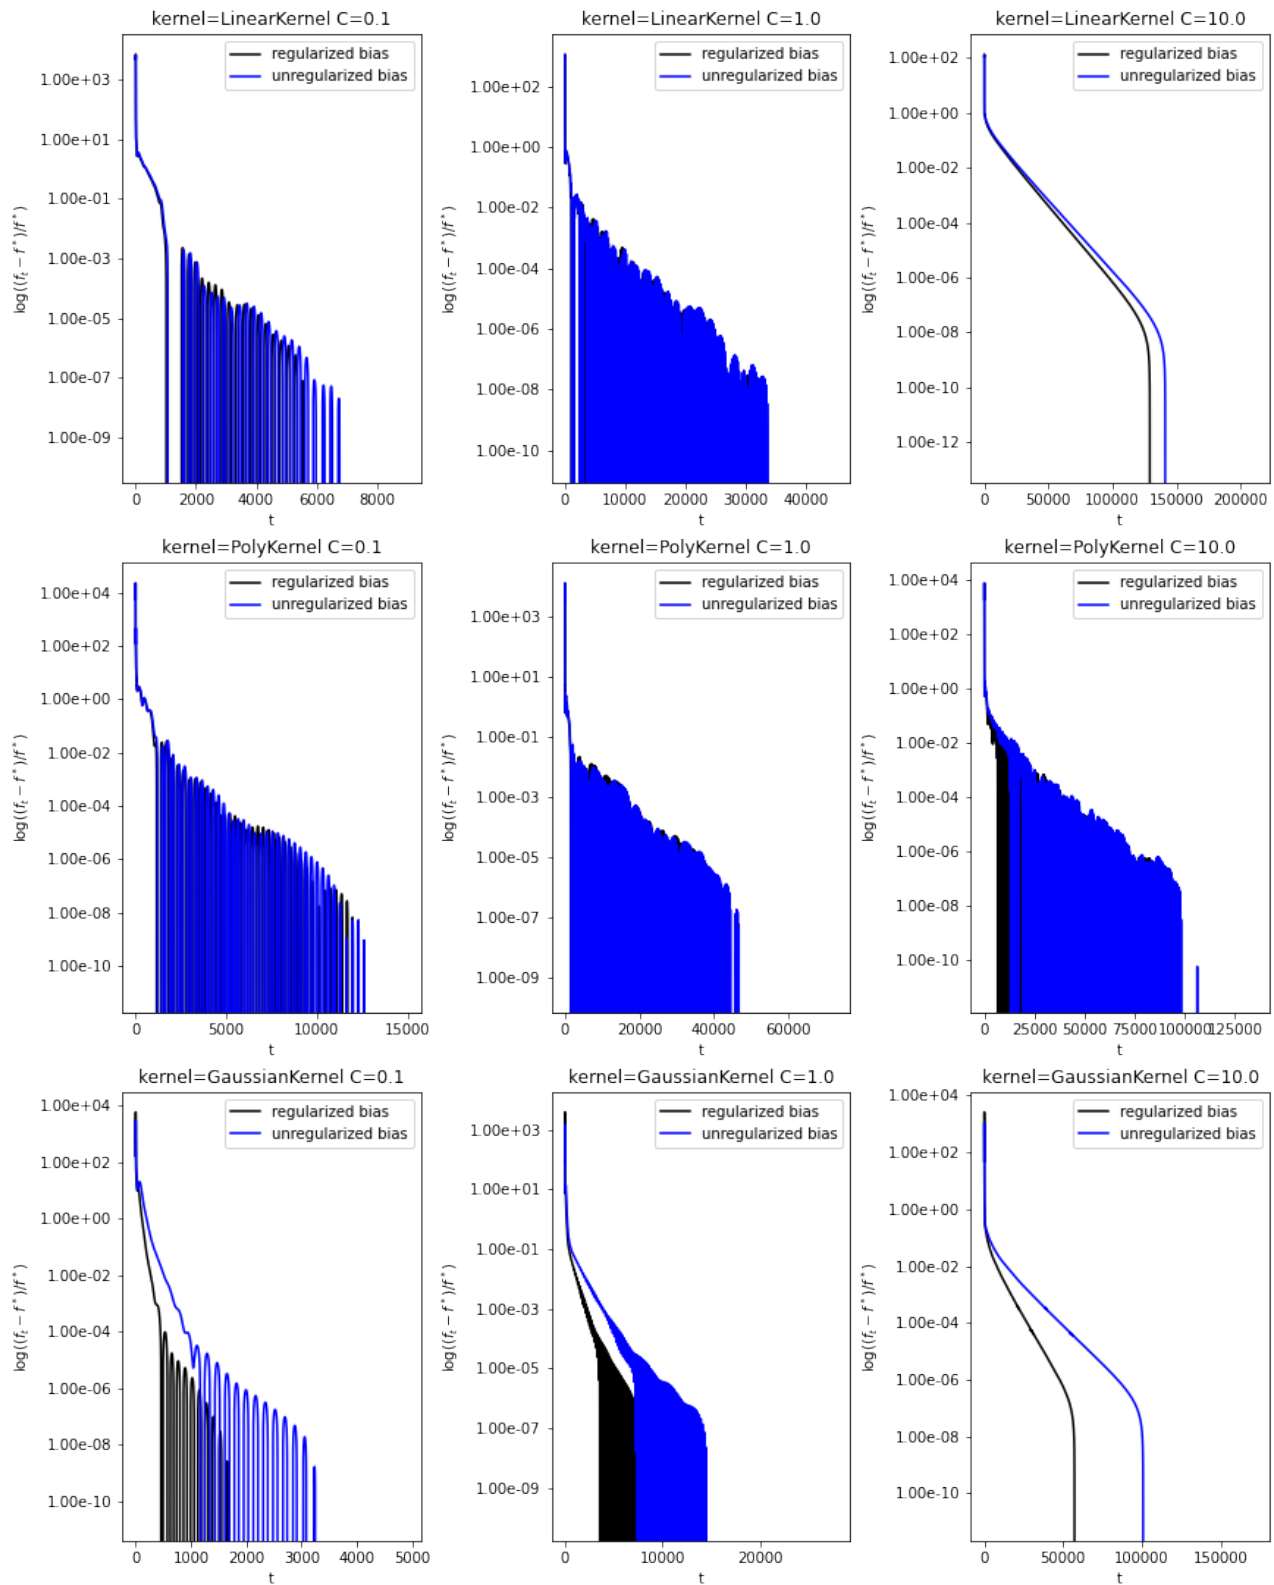 kernel=LinearKernel C=0.1
regularized bias
unregularized bias
1.00e+03
1.00e+01
1.00e-01
1.00e-03
1.00e-05
1.00e-07
1.00e-09
log((f_t − f*)/f*)
0 2000 4000 6000 8000
t
kernel=LinearKernel C=1.0
regularized bias
unregularized bias
1.00e+02
1.00e+00
1.00e-02
1.00e-04
1.00e-06
1.00e-08
1.00e-10
log((f_t − f*)/f*)
0 10000 20000 30000 40000
t
kernel=LinearKernel C=10.0
regularized bias
unregularized bias
1.00e+02
1.00e+00
1.00e-02
1.00e-04
1.00e-06
1.00e-08
1.00e-10
1.00e-12
log((f_t − f*)/f*)
0 50000 100000 150000 200000
t
kernel=PolyKernel C=0.1
regularized bias
unregularized bias
1.00e+04
1.00e+02
1.00e+00
1.00e-02
1.00e-04
1.00e-06
1.00e-08
1.00e-10
log((f_t − f*)/f*)
0 5000 10000 15000
t
kernel=PolyKernel C=1.0
regularized bias
unregularized bias
1.00e+03
1.00e+01
1.00e-01
1.00e-03
1.00e-05
1.00e-07
1.00e-09
log((f_t − f*)/f*)
0 20000 40000 60000
t
kernel=PolyKernel C=10.0
regularized bias
unregularized bias
1.00e+04
1.00e+02
1.00e+00
1.00e-02
1.00e-04
1.00e-06
1.00e-08
1.00e-10
log((f_t − f*)/f*)
0 25000 50000 75000 100000 125000
t
kernel=GaussianKernel C=0.1
regularized bias
unregularized bias
1.00e+04
1.00e+02
1.00e+00
1.00e-02
1.00e-04
1.00e-06
1.00e-08
1.00e-10
log((f_t − f*)/f*)
0 1000 2000 3000 4000 5000
t
kernel=GaussianKernel C=1.0
regularized bias
unregularized bias
1.00e+03
1.00e+01
1.00e-01
1.00e-03
1.00e-05
1.00e-07
1.00e-09
log((f_t − f*)/f*)
0 10000 20000
t
kernel=GaussianKernel C=10.0
regularized bias
unregularized bias
1.00e+04
1.00e+02
1.00e+00
1.00e-02
1.00e-04
1.00e-06
1.00e-08
1.00e-10
log((f_t − f*)/f*)
0 50000 100000 150000
t